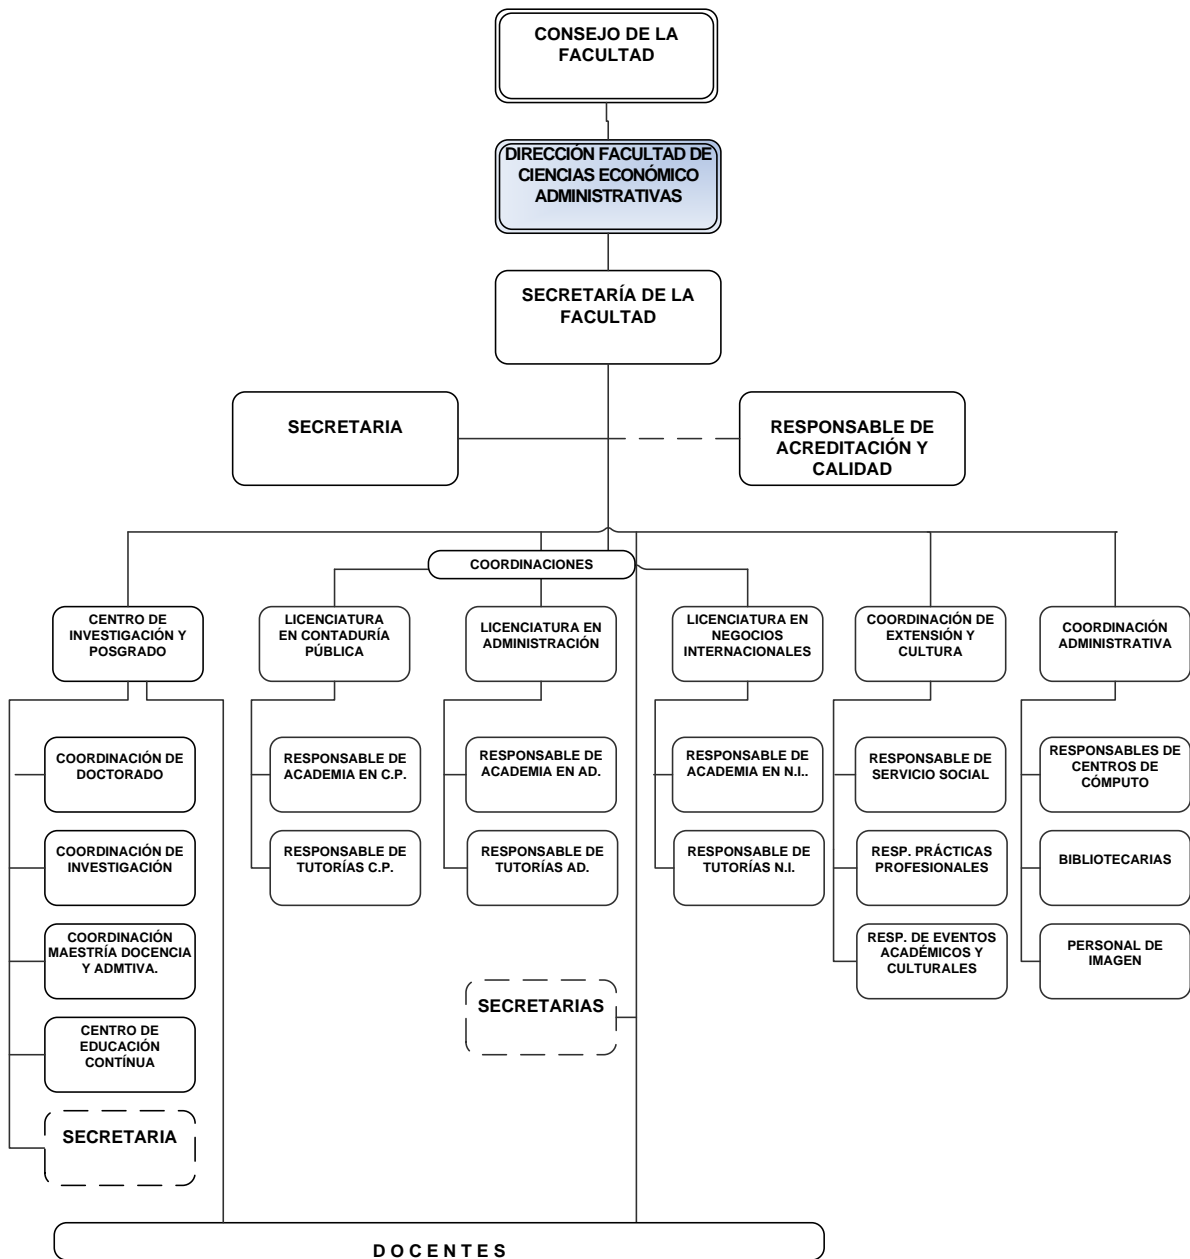 CONSEJO DE LA
FACULTAD
DIRECCIÓN FACULTAD DE
CIENCIAS ECONÓMICO
ADMINISTRATIVAS
SECRETARÍA DE LA
FACULTAD
SECRETARIA
RESPONSABLE DE
ACREDITACIÓN Y
CALIDAD
COORDINACIONES
CENTRO DE
INVESTIGACIÓN Y
POSGRADO
LICENCIATURA
EN CONTADURÍA
PÚBLICA
LICENCIATURA EN
ADMINISTRACIÓN
LICENCIATURA EN
NEGOCIOS
INTERNACIONALES
COORDINACIÓN DE
EXTENSIÓN Y
CULTURA
COORDINACIÓN
ADMINISTRATIVA
COORDINACIÓN DE
DOCTORADO
RESPONSABLE DE
ACADEMIA EN C.P.
RESPONSABLE DE
ACADEMIA EN AD.
RESPONSABLE DE
ACADEMIA EN N.I..
RESPONSABLE DE
SERVICIO SOCIAL
RESPONSABLES DE
CENTROS DE
CÓMPUTO
COORDINACIÓN DE
INVESTIGACIÓN
RESPONSABLE DE
TUTORÍAS C.P.
RESPONSABLE DE
TUTORÍAS AD.
RESPONSABLE DE
TUTORÍAS N.I.
RESP. PRÁCTICAS
PROFESIONALES
BIBLIOTECARIAS
COORDINACIÓN
MAESTRÍA DOCENCIA
Y ADMTIVA.
RESP. DE EVENTOS
ACADÉMICOS Y
CULTURALES
PERSONAL DE
IMAGEN
SECRETARIAS
CENTRO DE
EDUCACIÓN
CONTÍNUA
SECRETARIA
D O C E N T E S